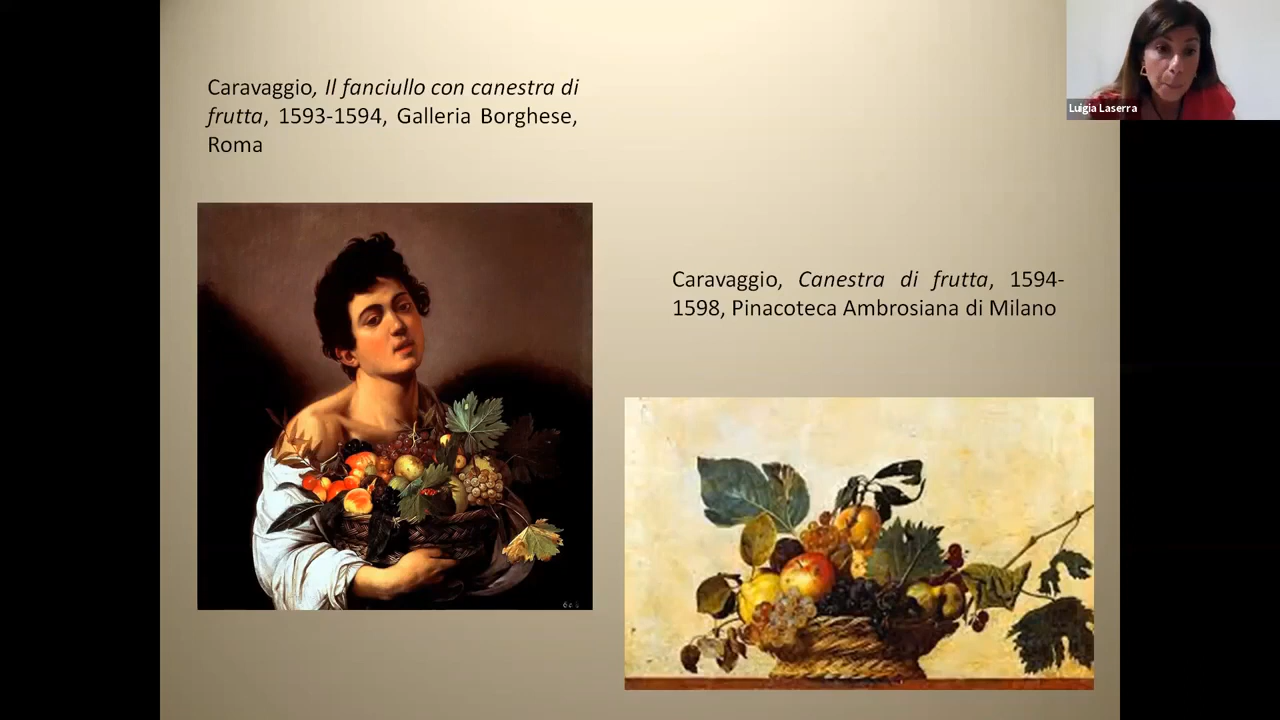 Caravaggio, Il fanciullo con canestra di
frutta, 1593-1594, Galleria Borghese,
Roma
Luigia Laserra
Caravaggio, Canestra di frutta, 1594-
1598, Pinacoteca Ambrosiana di Milano